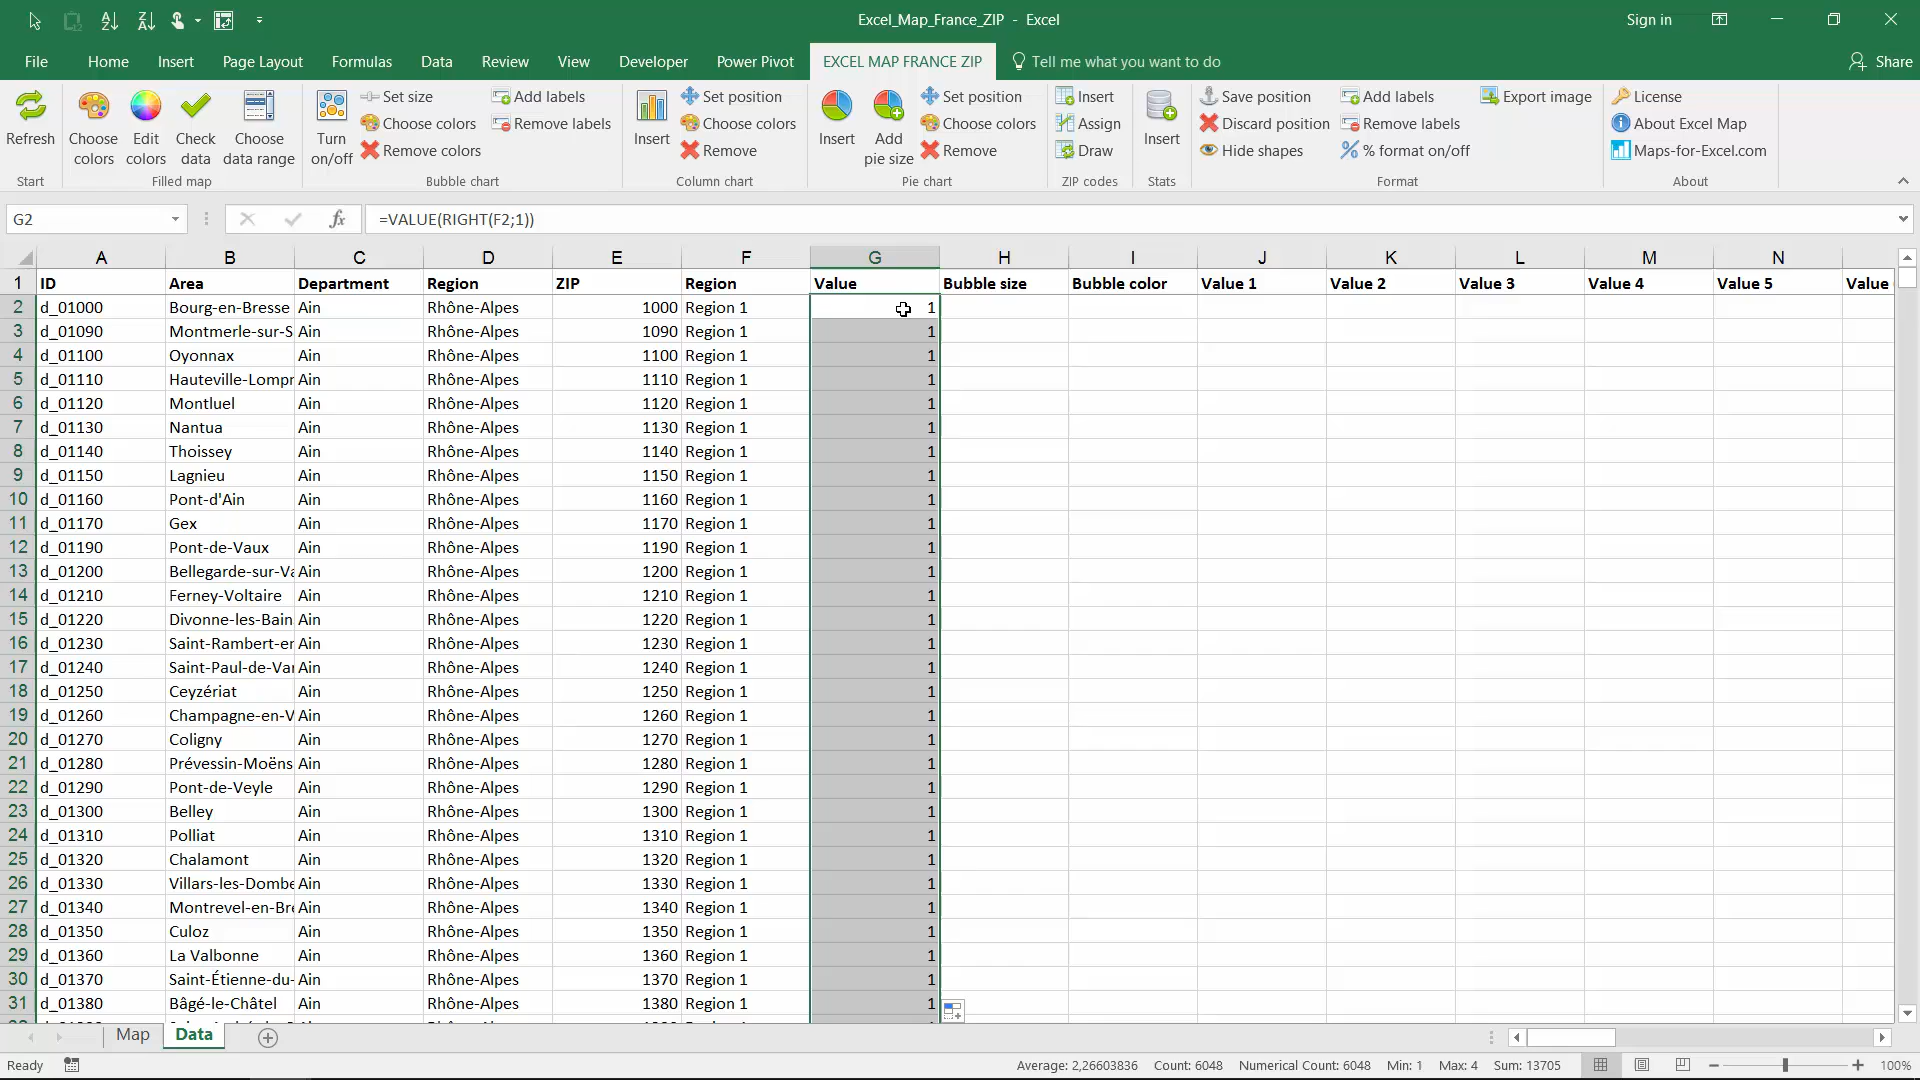 Excel_Map_France_ZIP - Excel
Sign in
File Home Insert Page Layout Formulas Data Review View Developer Power Pivot EXCEL MAP FRANCE ZIP Tell me what you want to do Share
Refresh
Start
Choose colors
Edit colors
Check data
Choose data range
Filled map
Turn on/off
Set size
Choose colors
Remove colors
Add labels
Remove labels
Bubble chart
Insert
Set position
Choose colors
Remove
Column chart
Insert
Add pie size
Set position
Choose colors
Remove
Pie chart
Insert
Assign
Draw
ZIP codes
Insert
Stats
Save position
Discard position
Hide shapes
Add labels
Remove labels
% format on/off
Export image
Format
License
About Excel Map
Maps-for-Excel.com
About
G2 fx =VALUE(RIGHT(F2;1))
A B C D E F G H I J K L M N
1 ID Area Department Region ZIP Region Value Bubble size Bubble color Value 1 Value 2 Value 3 Value 4 Value 5 Value
2 d_01000 Bourg-en-Bresse Ain Rhône-Alpes 1000 Region 1 1
3 d_01090 Montmerle-sur-S Ain Rhône-Alpes 1090 Region 1 1
4 d_01100 Oyonnax Ain Rhône-Alpes 1100 Region 1 1
5 d_01110 Hauteville-Lompr Ain Rhône-Alpes 1110 Region 1 1
6 d_01120 Montluel Ain Rhône-Alpes 1120 Region 1 1
7 d_01130 Nantua Ain Rhône-Alpes 1130 Region 1 1
8 d_01140 Thoissey Ain Rhône-Alpes 1140 Region 1 1
9 d_01150 Lagnieu Ain Rhône-Alpes 1150 Region 1 1
10 d_01160 Pont-d'Ain Ain Rhône-Alpes 1160 Region 1 1
11 d_01170 Gex Ain Rhône-Alpes 1170 Region 1 1
12 d_01190 Pont-de-Vaux Ain Rhône-Alpes 1190 Region 1 1
13 d_01200 Bellegarde-sur-Va Ain Rhône-Alpes 1200 Region 1 1
14 d_01210 Ferney-Voltaire Ain Rhône-Alpes 1210 Region 1 1
15 d_01220 Divonne-les-Bain Ain Rhône-Alpes 1220 Region 1 1
16 d_01230 Saint-Rambert-er Ain Rhône-Alpes 1230 Region 1 1
17 d_01240 Saint-Paul-de-Var Ain Rhône-Alpes 1240 Region 1 1
18 d_01250 Ceyzériat Ain Rhône-Alpes 1250 Region 1 1
19 d_01260 Champagne-en-V Ain Rhône-Alpes 1260 Region 1 1
20 d_01270 Coligny Ain Rhône-Alpes 1270 Region 1 1
21 d_01280 Prévessin-Moëns Ain Rhône-Alpes 1280 Region 1 1
22 d_01290 Pont-de-Veyle Ain Rhône-Alpes 1290 Region 1 1
23 d_01300 Belley Ain Rhône-Alpes 1300 Region 1 1
24 d_01310 Polliat Ain Rhône-Alpes 1310 Region 1 1
25 d_01320 Chalamont Ain Rhône-Alpes 1320 Region 1 1
26 d_01330 Villars-les-Dombe Ain Rhône-Alpes 1330 Region 1 1
27 d_01340 Montrevel-en-Bre Ain Rhône-Alpes 1340 Region 1 1
28 d_01350 Culoz Ain Rhône-Alpes 1350 Region 1 1
29 d_01360 La Valbonne Ain Rhône-Alpes 1360 Region 1 1
30 d_01370 Saint-Étienne-du- Ain Rhône-Alpes 1370 Region 1 1
31 d_01380 Bâgé-le-Châtel Ain Rhône-Alpes 1380 Region 1 1
Map Data
Ready Average: 2,26603836 Count: 6048 Numerical Count: 6048 Min: 1 Max: 4 Sum: 13705 100%